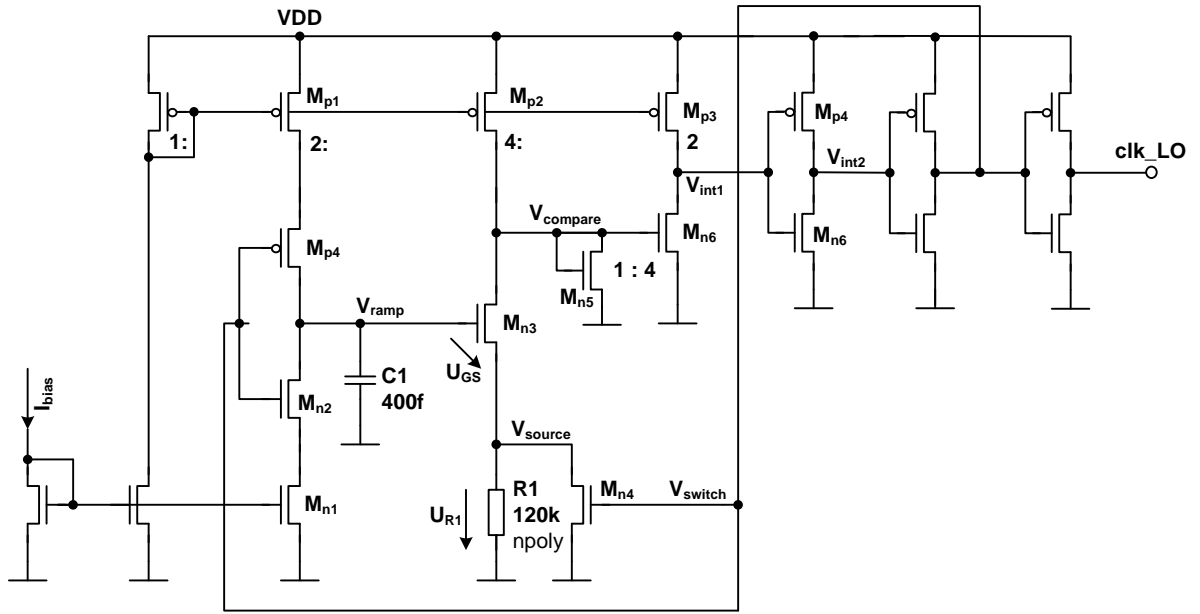 VDD
Mp1
Mp2
Mp3
Mp4
1:
2:
4:
2
clk_LO
Vint1
Vint2
Vcompare
Mp4
Mn6
Mn6
1 : 4
Mn5
Vramp
Mn3
UGS
C1
400f
Ibias
Mn2
Vsource
Mn1
R1
120k
npoly
UR1
Mn4
Vswitch